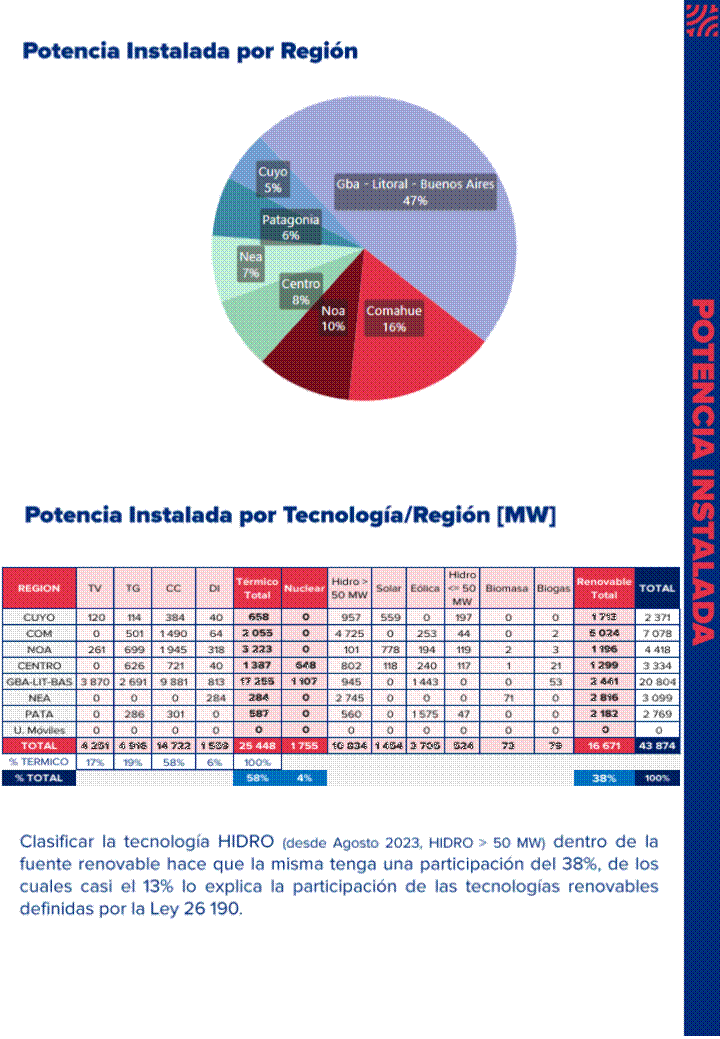 Potencia Instalada por Región
Cuyo
5%
Gba - Litoral - Buenos Aires
47%
Patagonia
6%
Nea
7%
Centro
8%
Noa
10%
Comahue
16%
POTENCIA INSTALADA
Potencia Instalada por Tecnología/Región [MW]
REGION TV TG CC DI Térmico Total Nuclear Hidro > 50 MW Solar Eólica Hidro <= 50 MW Biomasa Biogas Renovable Total TOTAL
CUYO 120 114 384 40 658 0 957 559 0 197 0 0 1 713 2 371
COM 0 501 1 490 64 2 055 0 4 725 0 253 44 0 2 5 024 7 078
NOA 261 699 1 945 318 3 223 0 101 778 194 119 2 3 1 196 4 418
CENTRO 0 626 721 40 1 387 648 802 118 240 117 1 21 1 299 3 334
GBA-LIT-BAS 3 870 2 691 9 881 813 17 255 1 107 945 0 1 443 0 0 53 2 441 20 804
NEA 0 0 0 284 284 0 2 745 0 0 0 71 0 2 816 3 099
PATA 0 286 301 0 587 0 560 0 1 575 47 0 0 2 182 2 769
U. Móviles 0 0 0 0 0 0 0 0 0 0 0 0 0 0
TOTAL 4 251 4 916 14 722 1 559 25 448 1 755 10 834 1 454 3 705 524 73 79 16 671 43 874
% TERMICO 17% 19% 58% 6% 100%
% TOTAL 58% 4% 38% 100%
Clasificar la tecnología HIDRO (desde Agosto 2023, HIDRO > 50 MW) dentro de la
fuente renovable hace que la misma tenga una participación del 38%, de los
cuales casi el 13% lo explica la participación de las tecnologías renovables
definidas por la Ley 26 190.